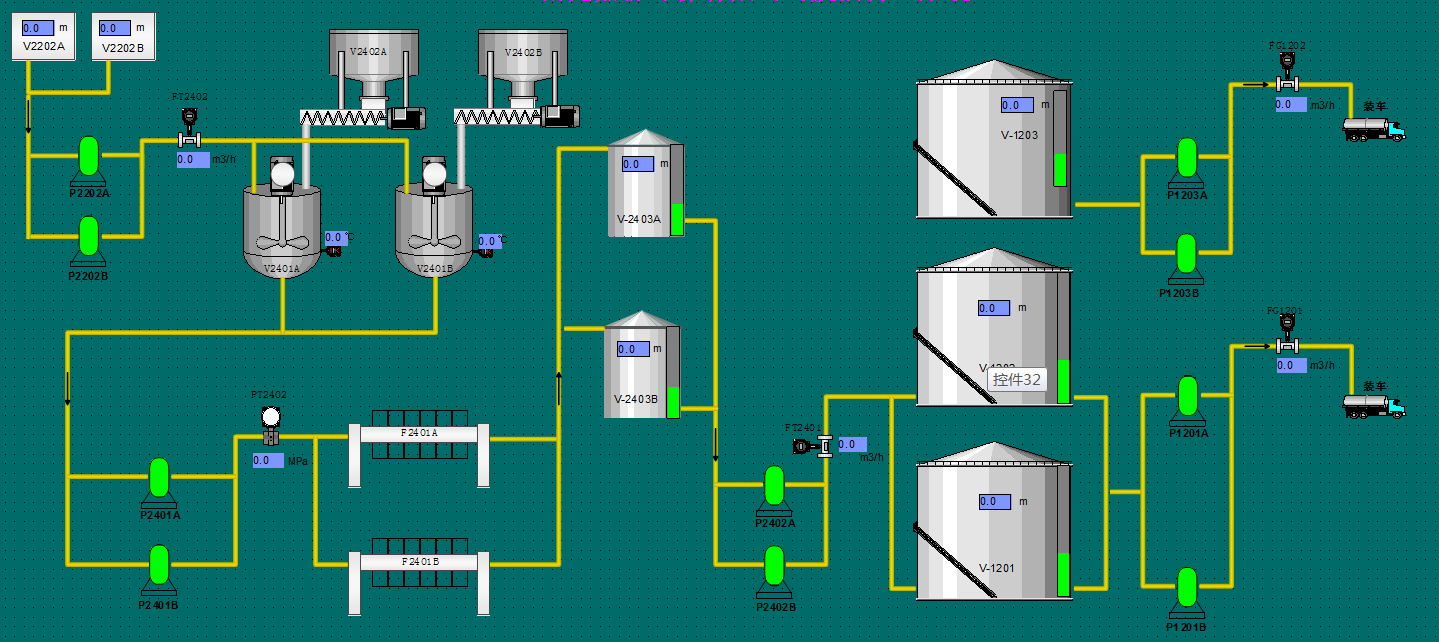 0.0 m
V2202A
0.0 m
V2202B
FT2402
0.0 m3/h
P2202A
P2202B
V2402A
V2402B
V2401A
0.0 ℃
V2401B
0.0 ℃
PT2402
0.0 MPa
P2401A
P2401B
F2401A
F2401B
0.0 m
V-2403A
0.0 m
V-2403B
FT2401
0.0
m3/h
P2402A
P2402B
0.0 m
V-1203
0.0 m
控件32
0.0 m
V-1201
FG1202
0.0 m3/h
装车
P1203A
P1203B
FG1201
0.0 m3/h
装车
P1201A
P1201B